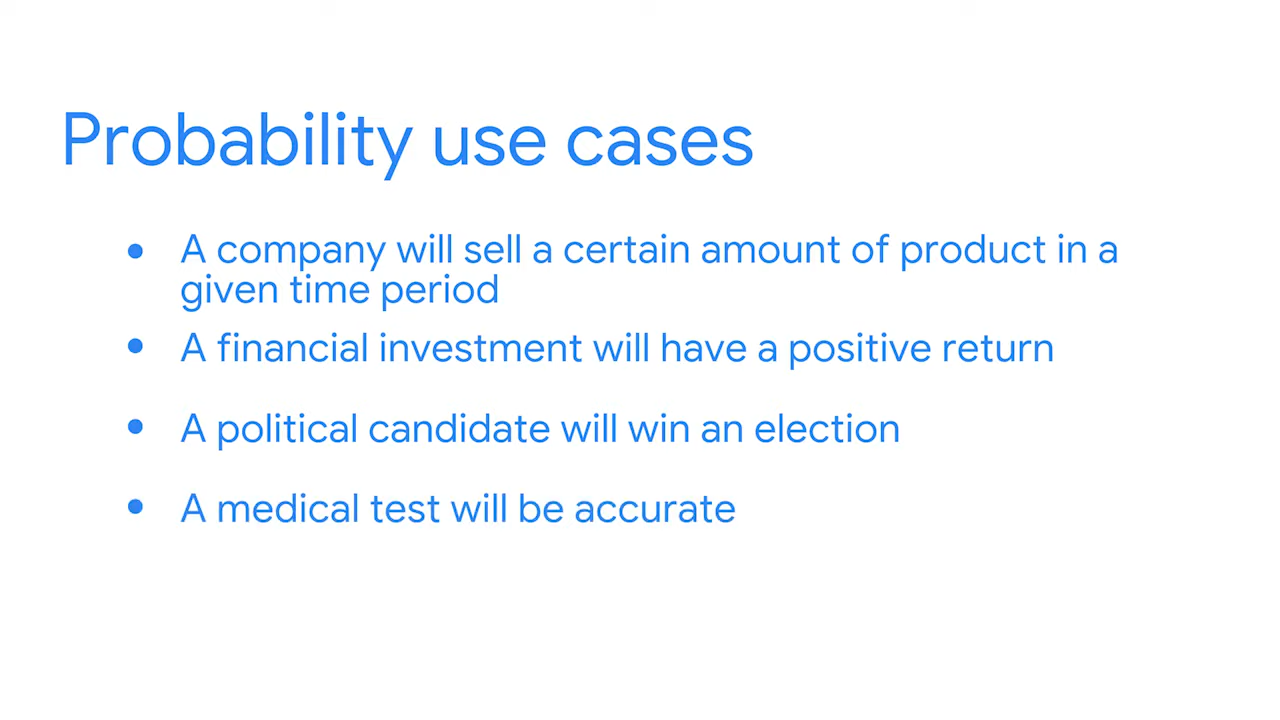 Probability use cases
• A company will sell a certain amount of product in a
given time period
• A financial investment will have a positive return
• A political candidate will win an election
• A medical test will be accurate